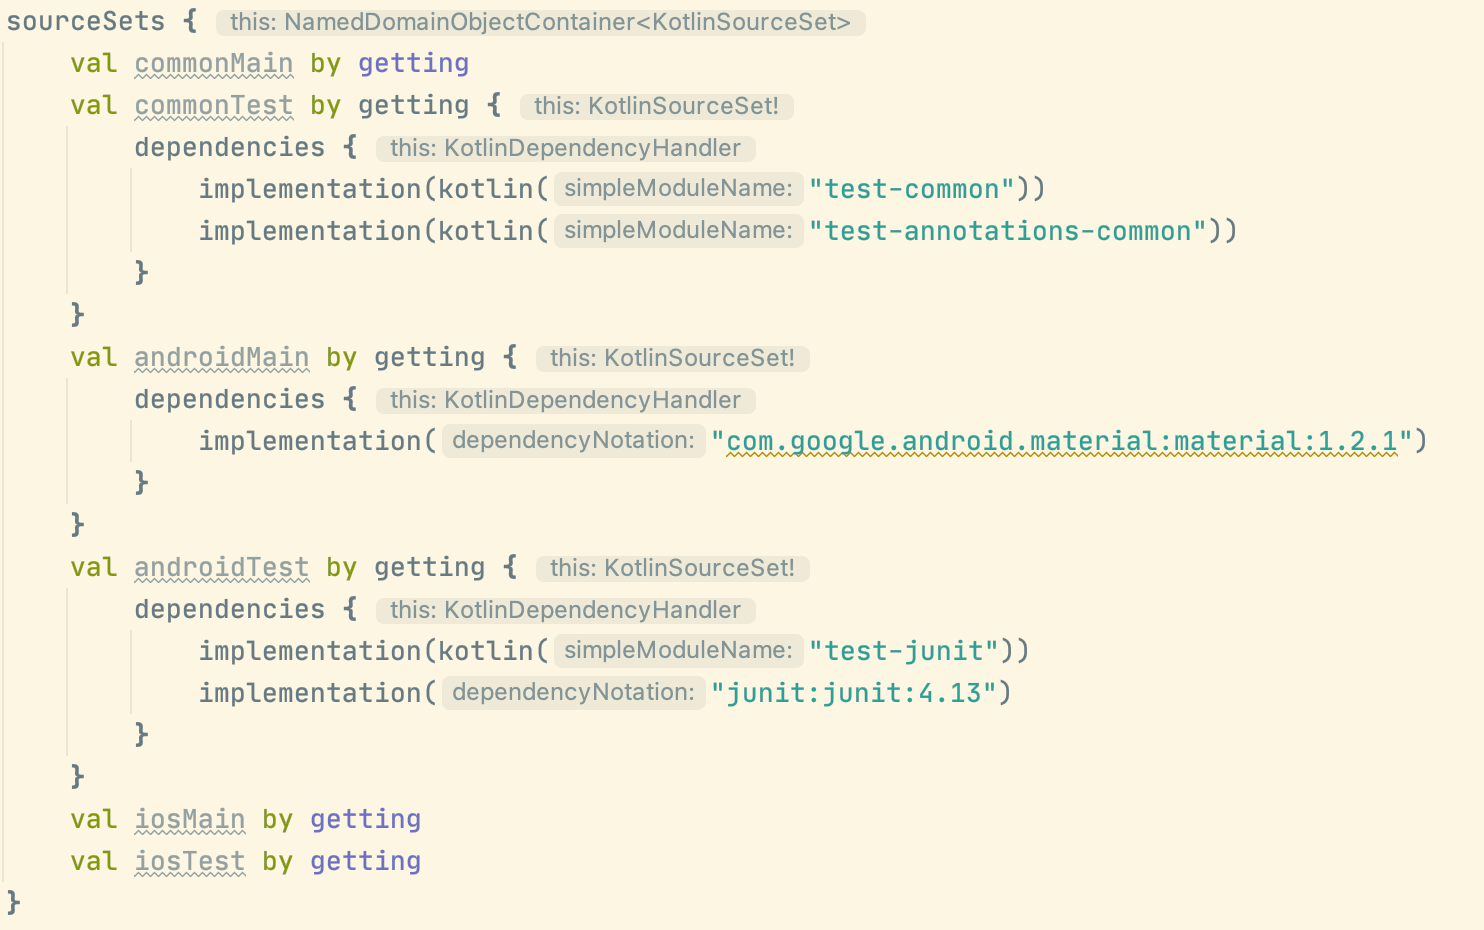 sourceSets { this: NamedDomainObjectContainer<KotlinSourceSet>
    val commonMain by getting
    val commonTest by getting { this: KotlinSourceSet!
        dependencies { this: KotlinDependencyHandler
            implementation(kotlin( simpleModuleName: "test-common"))
            implementation(kotlin( simpleModuleName: "test-annotations-common"))
        }
    }
    val androidMain by getting { this: KotlinSourceSet!
        dependencies { this: KotlinDependencyHandler
            implementation( dependencyNotation: "com.google.android.material:material:1.2.1")
        }
    }
    val androidTest by getting { this: KotlinSourceSet!
        dependencies { this: KotlinDependencyHandler
            implementation(kotlin( simpleModuleName: "test-junit"))
            implementation( dependencyNotation: "junit:junit:4.13")
        }
    }
    val iosMain by getting
    val iosTest by getting
}